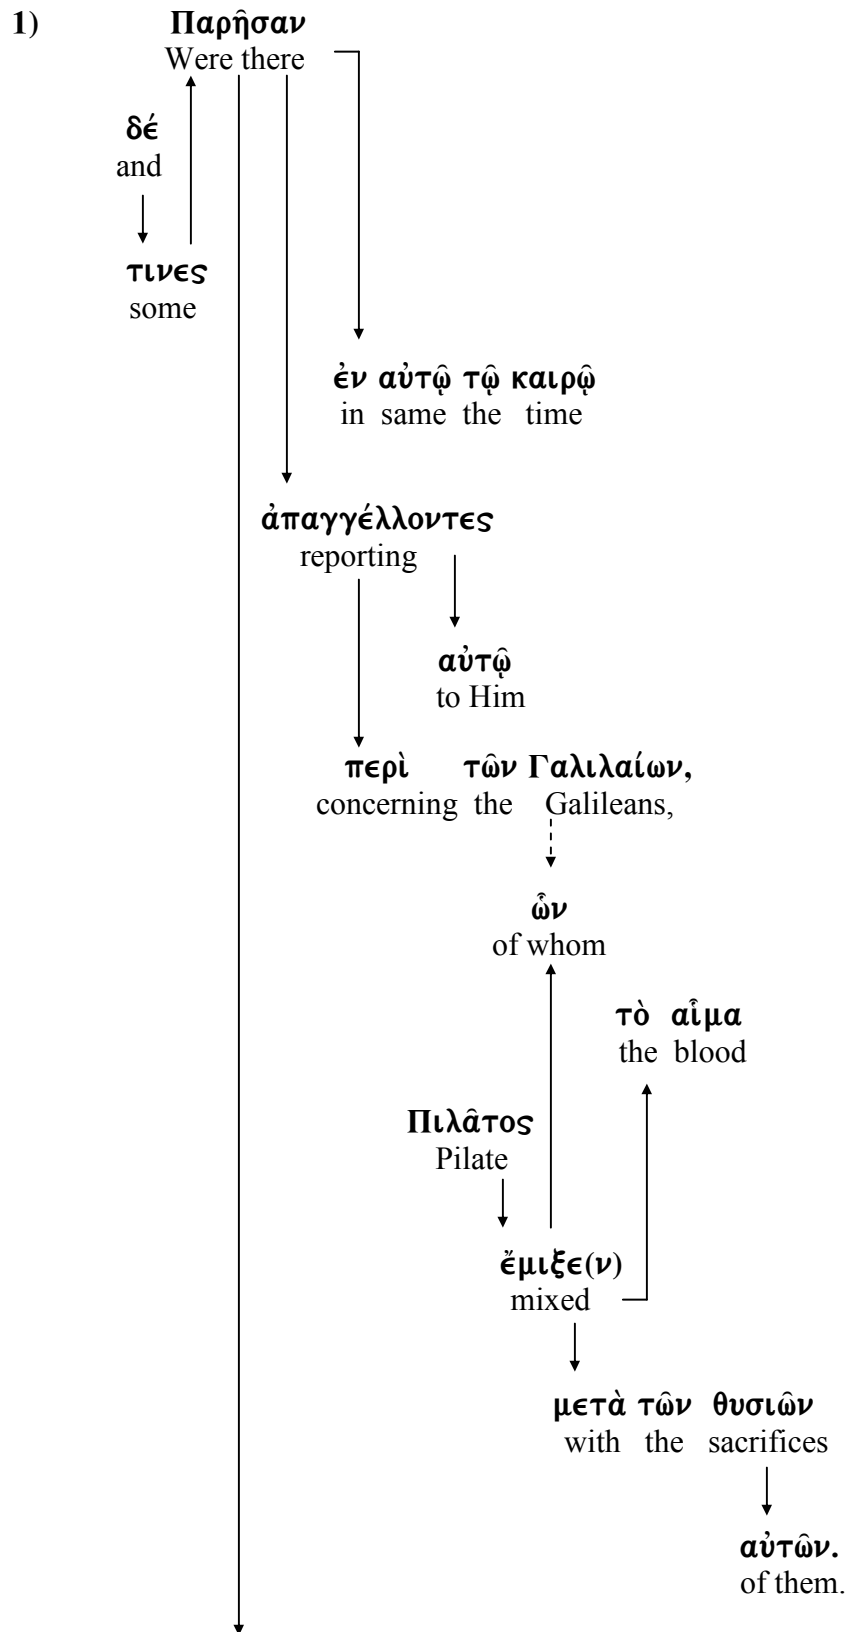 1) Παρῆσαν
Were there
δέ
and
τινες
some
ἐν αὐτῷ τῷ καιρῷ
in same the time
ἀπαγγέλλοντες
reporting
αὐτῷ
to Him
περὶ τῶν Γαλιλαίων,
concerning the Galileans,
ὧν
of whom
τὸ αἷμα
the blood
Πιλᾶτος
Pilate
ἔμιξε(ν)
mixed
μετὰ τῶν θυσιῶν
with the sacrifices
αὐτῶν.
of them.